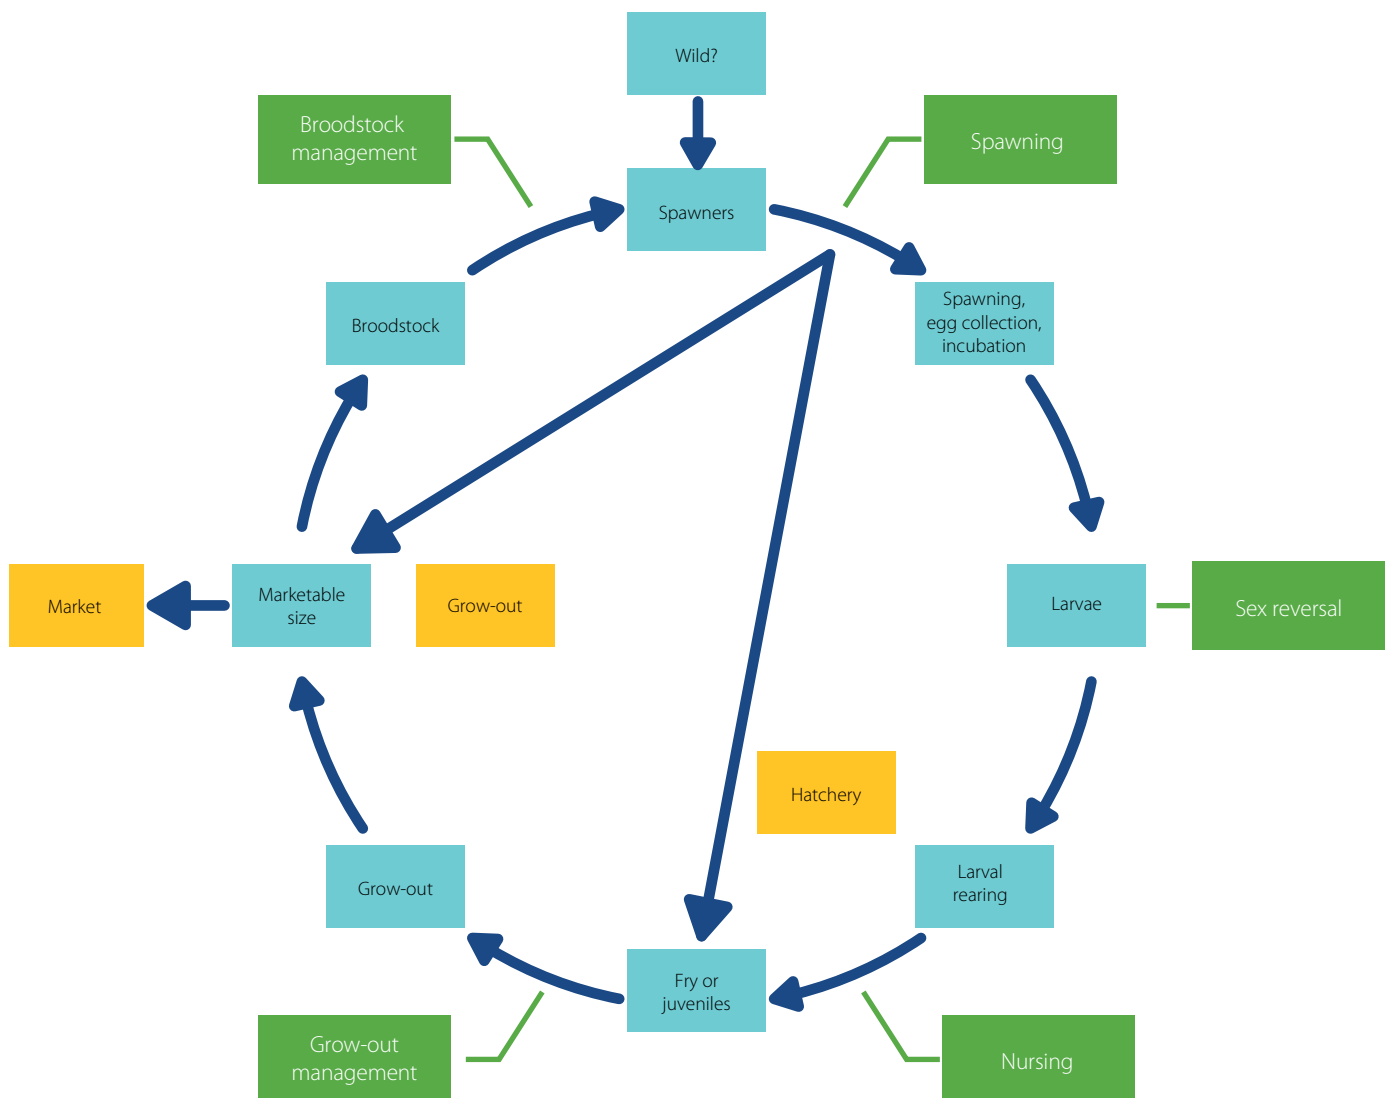 Wild?
Broodstock
management
Spawning
Spawners
Spawning,
egg collection,
incubation
Broodstock
Market
Marketable
size
Grow-out
Larvae
Sex reversal
Hatchery
Larval
rearing
Grow-out
Fry or
juveniles
Grow-out
management
Nursing